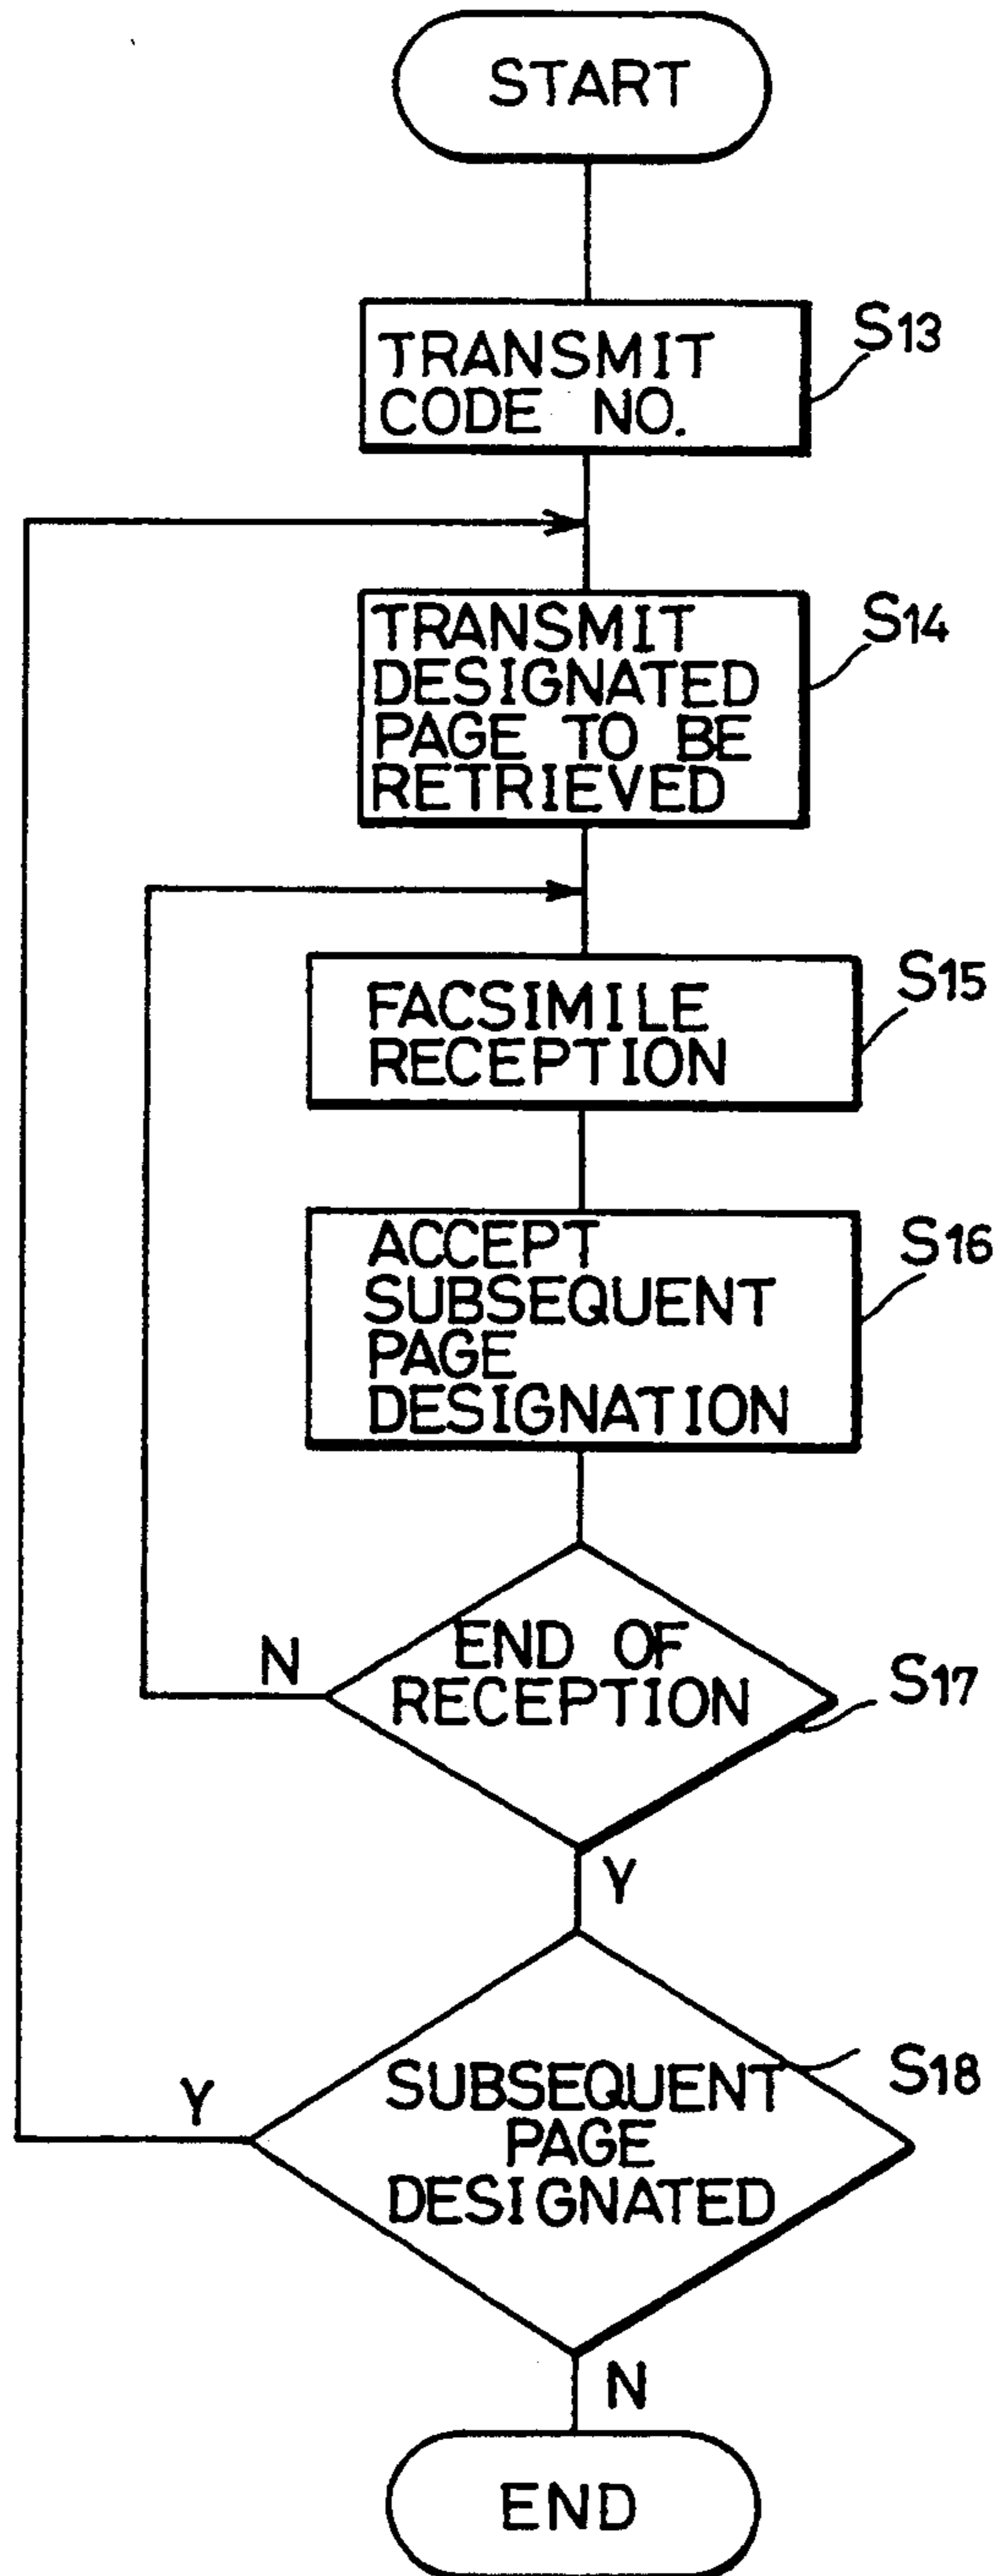 START
TRANSMIT
CODE NO.
S13
TRANSMIT
DESIGNATED
PAGE TO BE
RETRIEVED
S14
FACSIMILE
RECEPTION
S15
ACCEPT
SUBSEQUENT
PAGE
DESIGNATION
S16
END OF
RECEPTION
N
S17
Y
SUBSEQUENT
PAGE
DESIGNATED
Y
S18
N
END